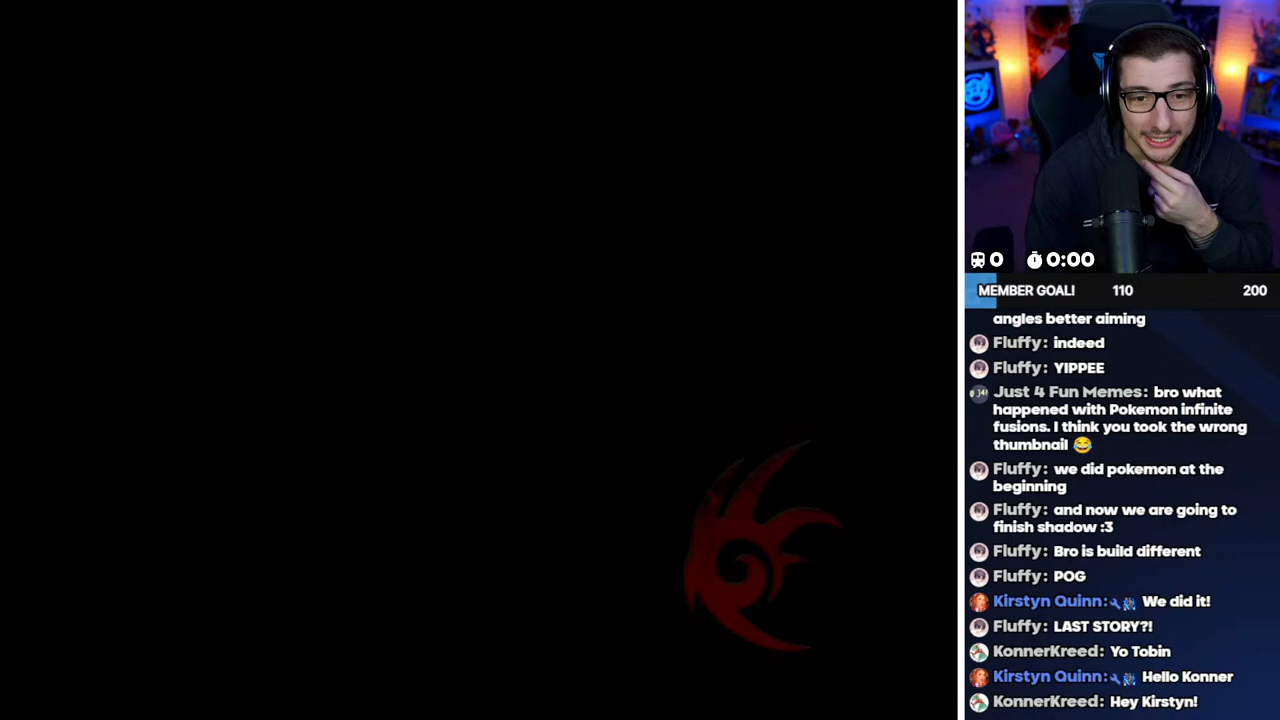 0 0:00
MEMBER GOAL! 110 200
angles better aiming
Fluffy: indeed
Fluffy: YIPPEE
Just 4 Fun Memes: bro what
happened with Pokemon infinite
fusions. I think you took the wrong
thumbnail 😂
Fluffy: we did pokemon at the
beginning
Fluffy: and now we are going to
finish shadow :3
Fluffy: Bro is build different
Fluffy: POG
Kirstyn Quinn: We did it!
Fluffy: LAST STORY?!
KonnerKreed: Yo Tobin
Kirstyn Quinn: Hello Konner
KonnerKreed: Hey Kirstyn!